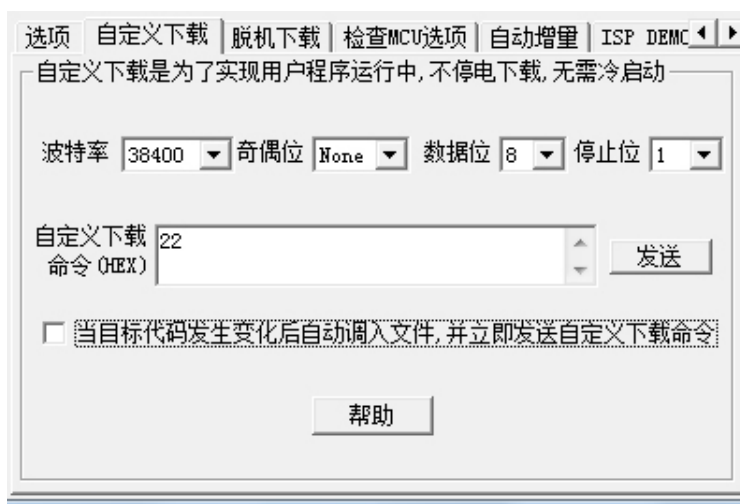 选项 自定义下载 脱机下载 检查MCU选项 自动增量 ISP DEMO
自定义下载是为了实现用户程序运行中,不停电下载,无需冷启动
波特率 38400 奇偶位 None 数据位 8 停止位 1
自定义下载 22
命令(HEX) 发送
当目标代码发生变化后自动调入文件,并立即发送自定义下载命令
帮助